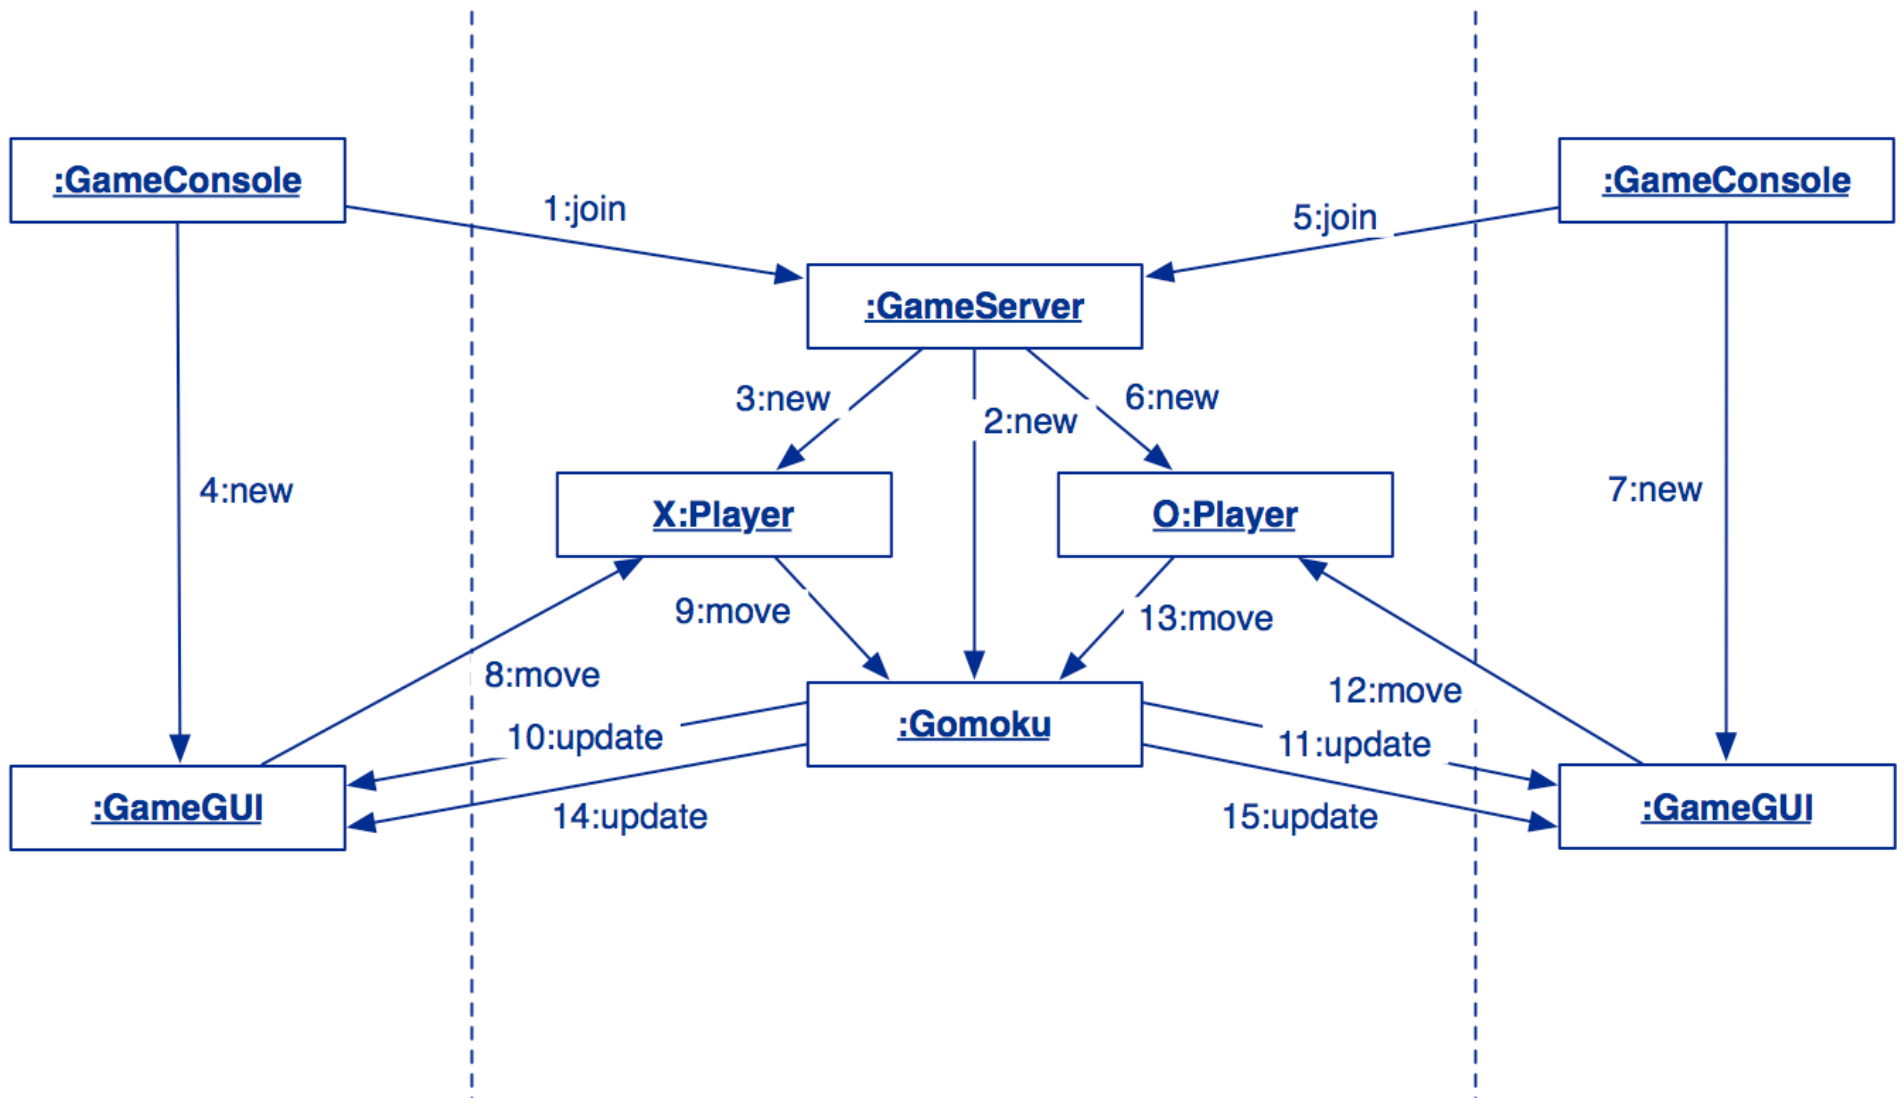 :GameConsole
:GameConsole
1:join
5:join
:GameServer
3:new
2:new
6:new
4:new
7:new
X:Player
O:Player
9:move
13:move
8:move
12:move
:Gomoku
10:update
11:update
:GameGUI
:GameGUI
14:update
15:update